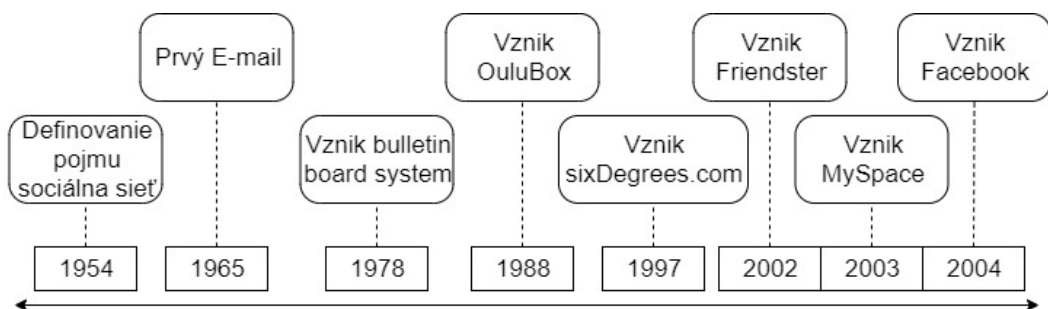 Definovanie
pojmu
sociálna sieť
Prvý E-mail
Vznik bulletin
board system
Vznik
OuluBox
Vznik
sixDegrees.com
Vznik
Friendster
Vznik
MySpace
Vznik
Facebook
1954
1965
1978
1988
1997
2002
2003
2004